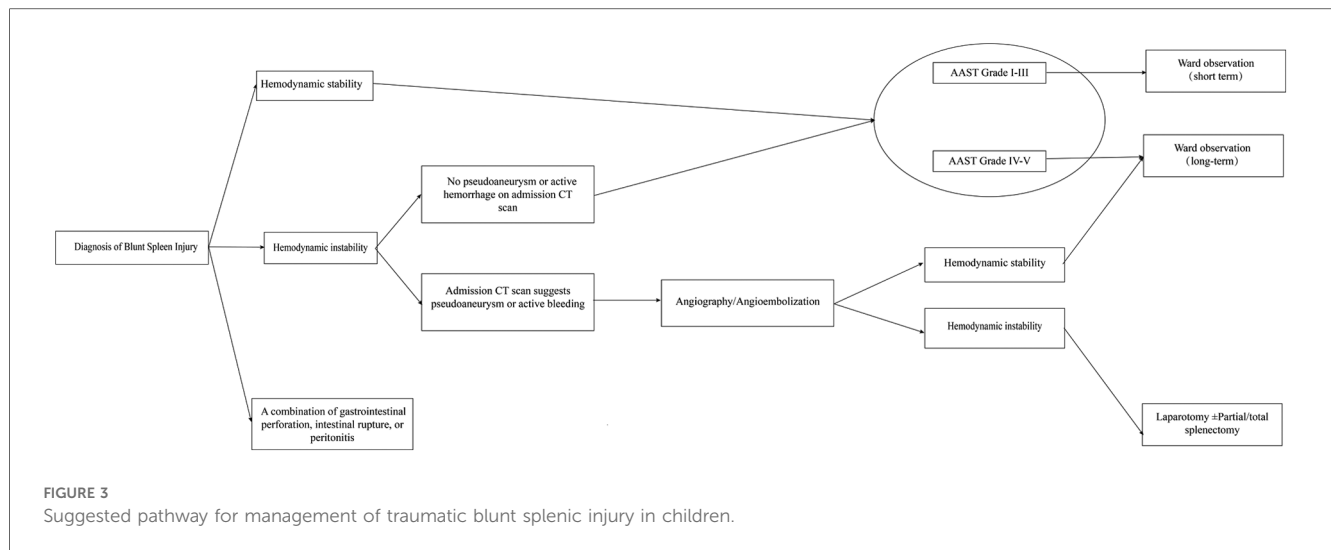 Hemodynamic stability
AAST Grade I-III
Ward observation
(short term)
No pseudoaneurysm or active
hemorrhage on admission CT
scan
AAST Grade IV-V
Ward observation
(long-term)
Diagnosis of Blunt Spleen Injury
Hemodynamic instability
Admission CT scan suggests
pseudoaneurysm or active bleeding
Angiography/Angioembolization
Hemodynamic stability
Hemodynamic instability
A combination of gastrointestinal
perforation, intestinal rupture, or
peritonitis
Laparotomy ±Partial/total
splenectomy
FIGURE 3
Suggested pathway for management of traumatic blunt splenic injury in children.